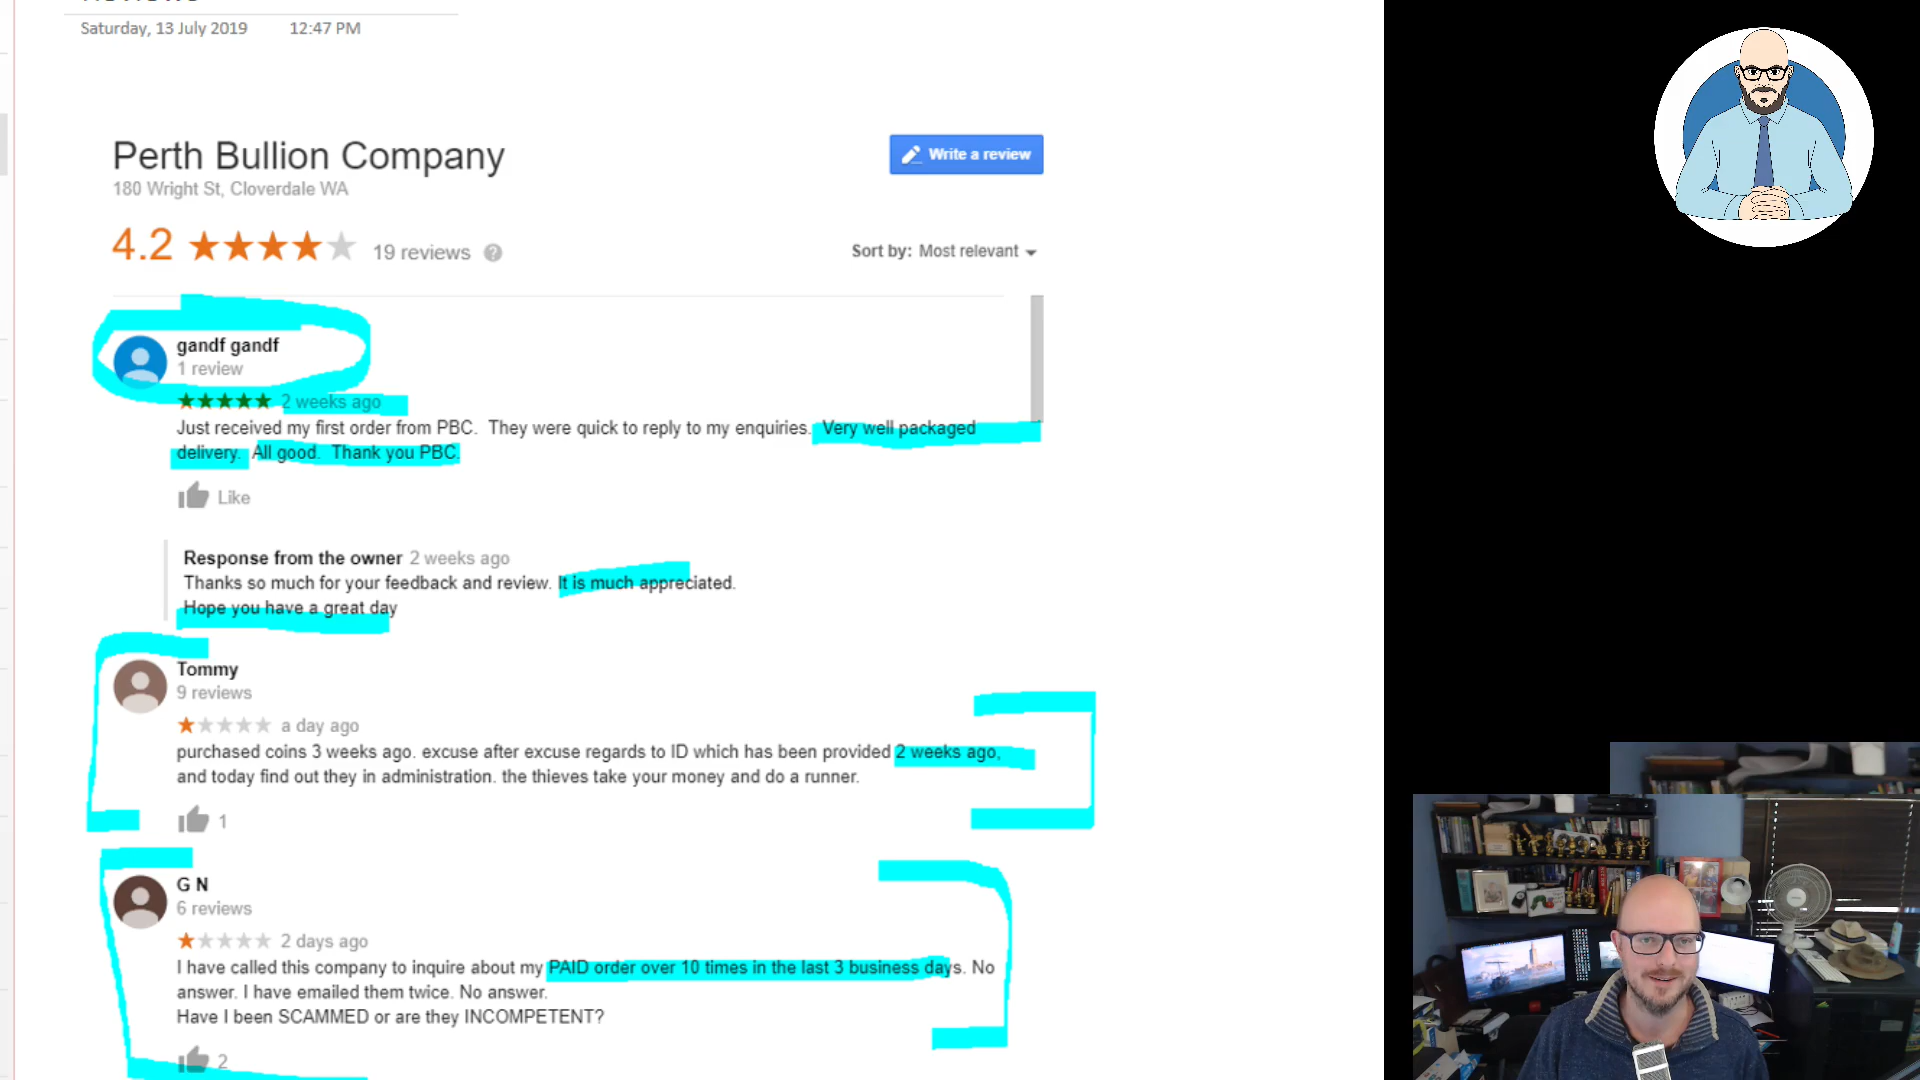 Saturday, 13 July 2019 12:47 PM
Perth Bullion Company
Write a review
180 Wright St, Cloverdale WA
4.2 19 reviews
Sort by: Most relevant
gandf gandf
1 review
2 weeks ago
Just received my first order from PBC. They were quick to reply to my enquiries. Very well packaged
delivery. All good. Thank you PBC.
Like
Response from the owner 2 weeks ago
Thanks so much for your feedback and review. It is much appreciated.
Hope you have a great day
Tommy
9 reviews
a day ago
purchased coins 3 weeks ago. excuse after excuse regards to ID which has been provided 2 weeks ago,
and today find out they in administration. the thieves take your money and do a runner.
1
G N
6 reviews
2 days ago
I have called this company to inquire about my PAID order over 10 times in the last 3 business days. No
answer. I have emailed them twice. No answer.
Have I been SCAMMED or are they INCOMPETENT?
2